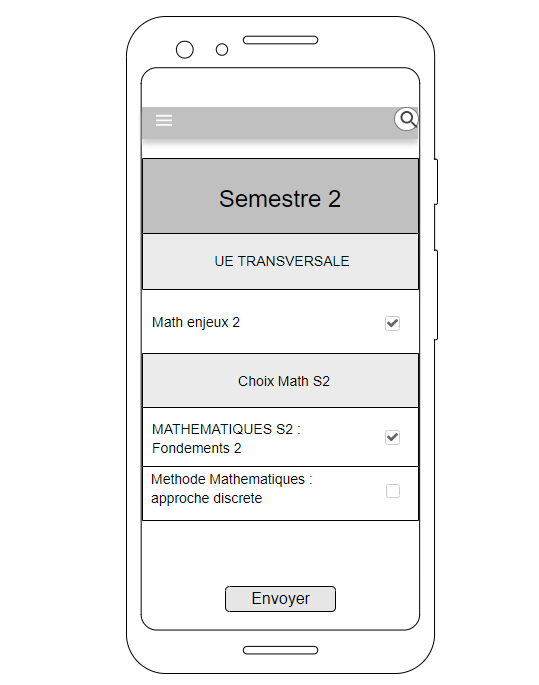 Semestre 2
UE TRANSVERSALE
Math enjeux 2
Choix Math S2
MATHEMATIQUES S2 :
Fondements 2
Methode Mathematiques :
approche discrete
Envoyer